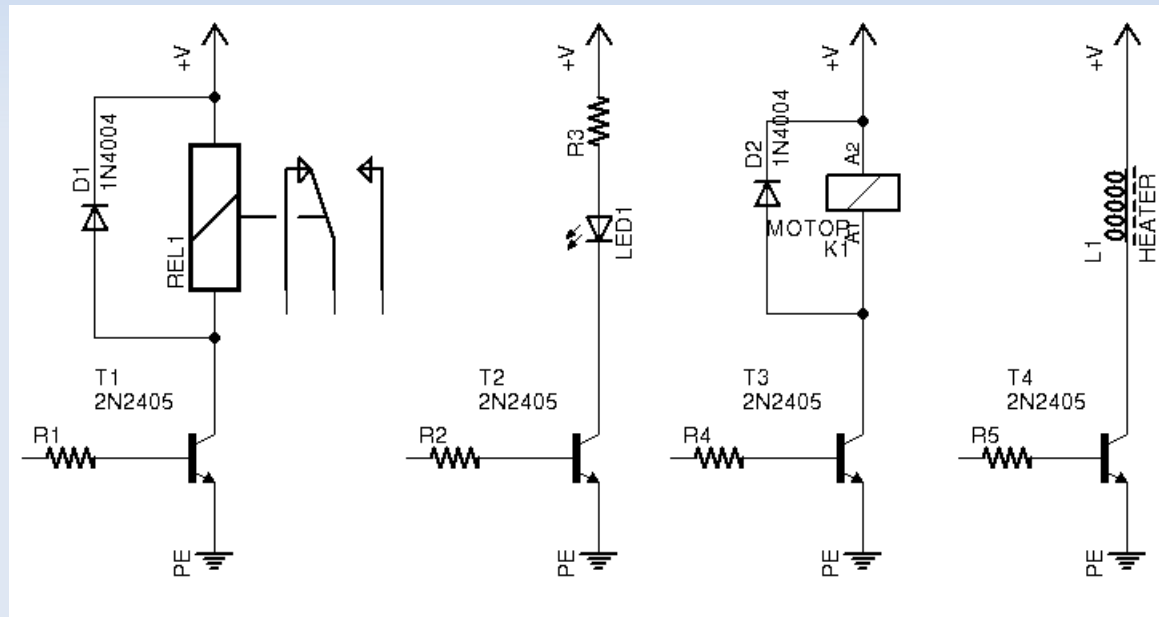 +V
D1
1N4004
REL1
T1
2N2405
R1
PE
+V
R3
LED1
T2
2N2405
R2
PE
+V
D2
1N4004
A2
MOTOR
A1
K1
T3
2N2405
R4
PE
+V
L1
HEATER
T4
2N2405
R5
PE